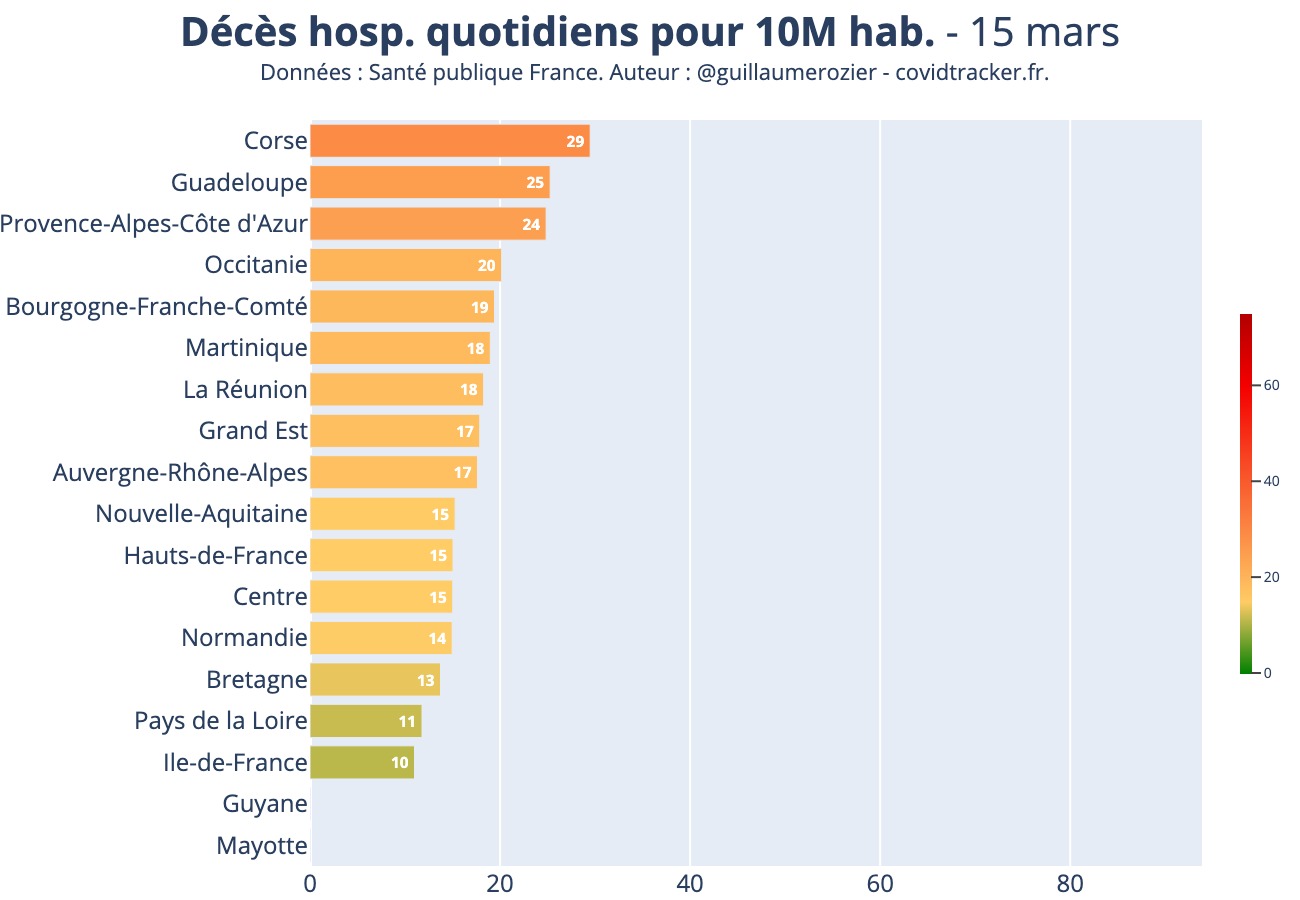 Décès hosp. quotidiens pour 10M hab. - 15 mars
Données : Santé publique France. Auteur : @guillaumerozier - covidtracker.fr.
Corse 29
Guadeloupe 25
Provence-Alpes-Côte d'Azur 24
Occitanie 20
Bourgogne-Franche-Comté 19
Martinique 18
La Réunion 18
Grand Est 17
Auvergne-Rhône-Alpes 17
Nouvelle-Aquitaine 15
Hauts-de-France 15
Centre 15
Normandie 14
Bretagne 13
Pays de la Loire 11
Ile-de-France 10
Guyane
Mayotte
0 20 40 60 80
60
40
20
0